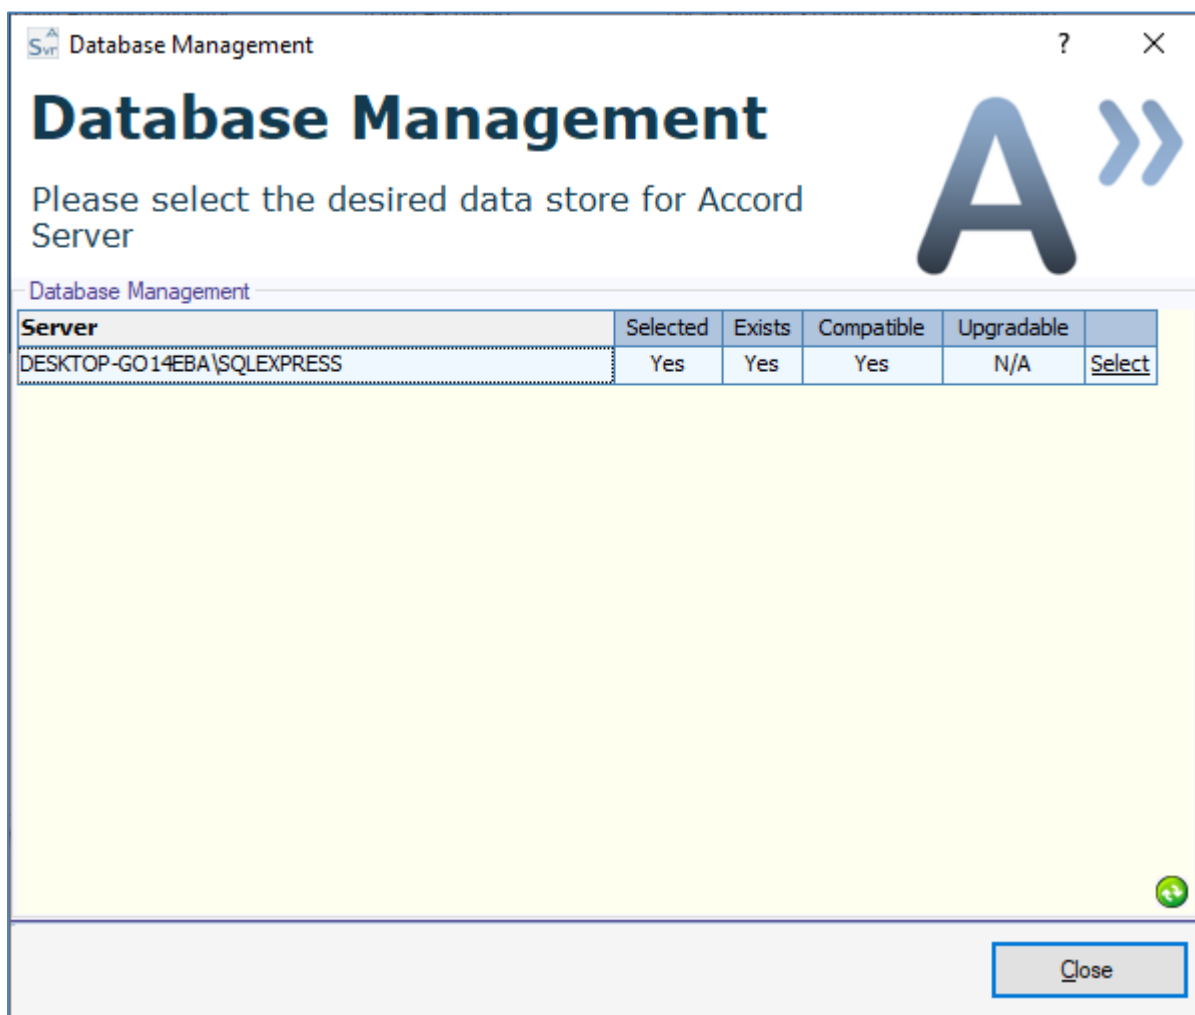 Svr A Database Management ? ×
Database Management
Please select the desired data store for Accord
Server
A »
Database Management
Server Selected Exists Compatible Upgradable
DESKTOP-GO14EBA\SQLEXPRESS Yes Yes Yes N/A Select
Close